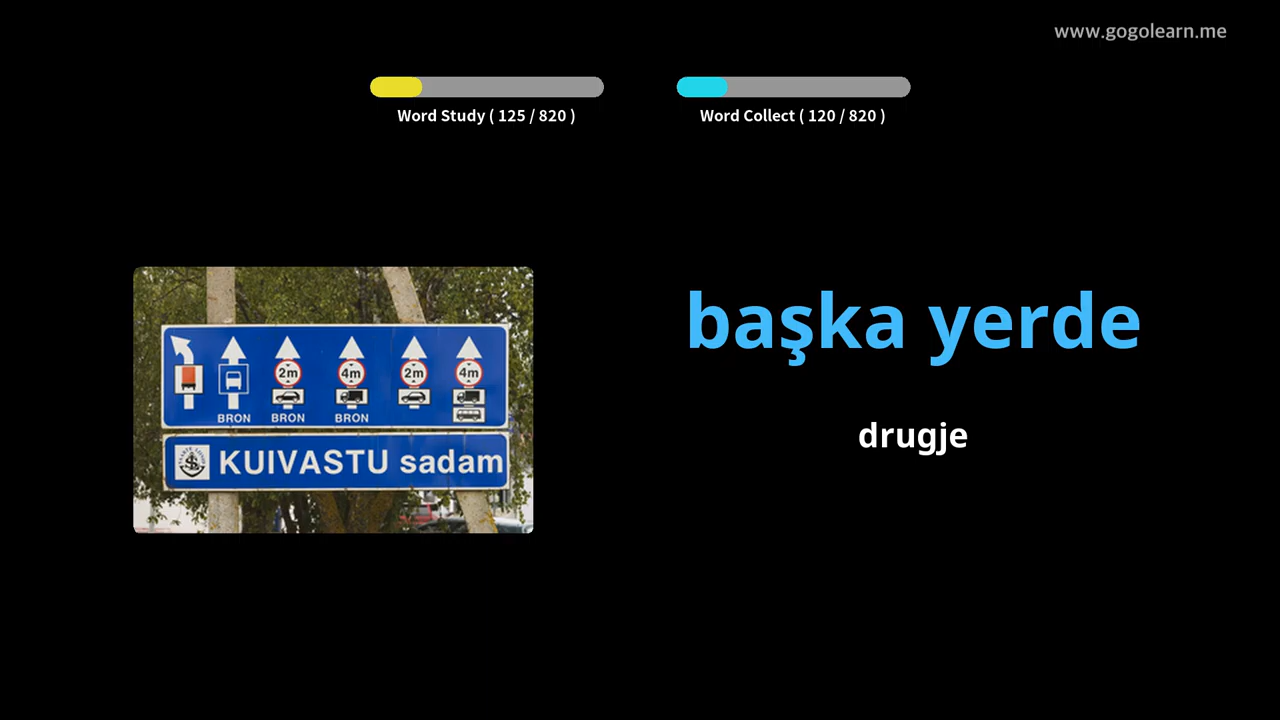 www.gogolearn.me
Word Study ( 125 / 820 )
Word Collect ( 120 / 820 )
2m 4m 2m 4m
BRON BRON BRON
KUIVASTU sadam
başka yerde
drugje